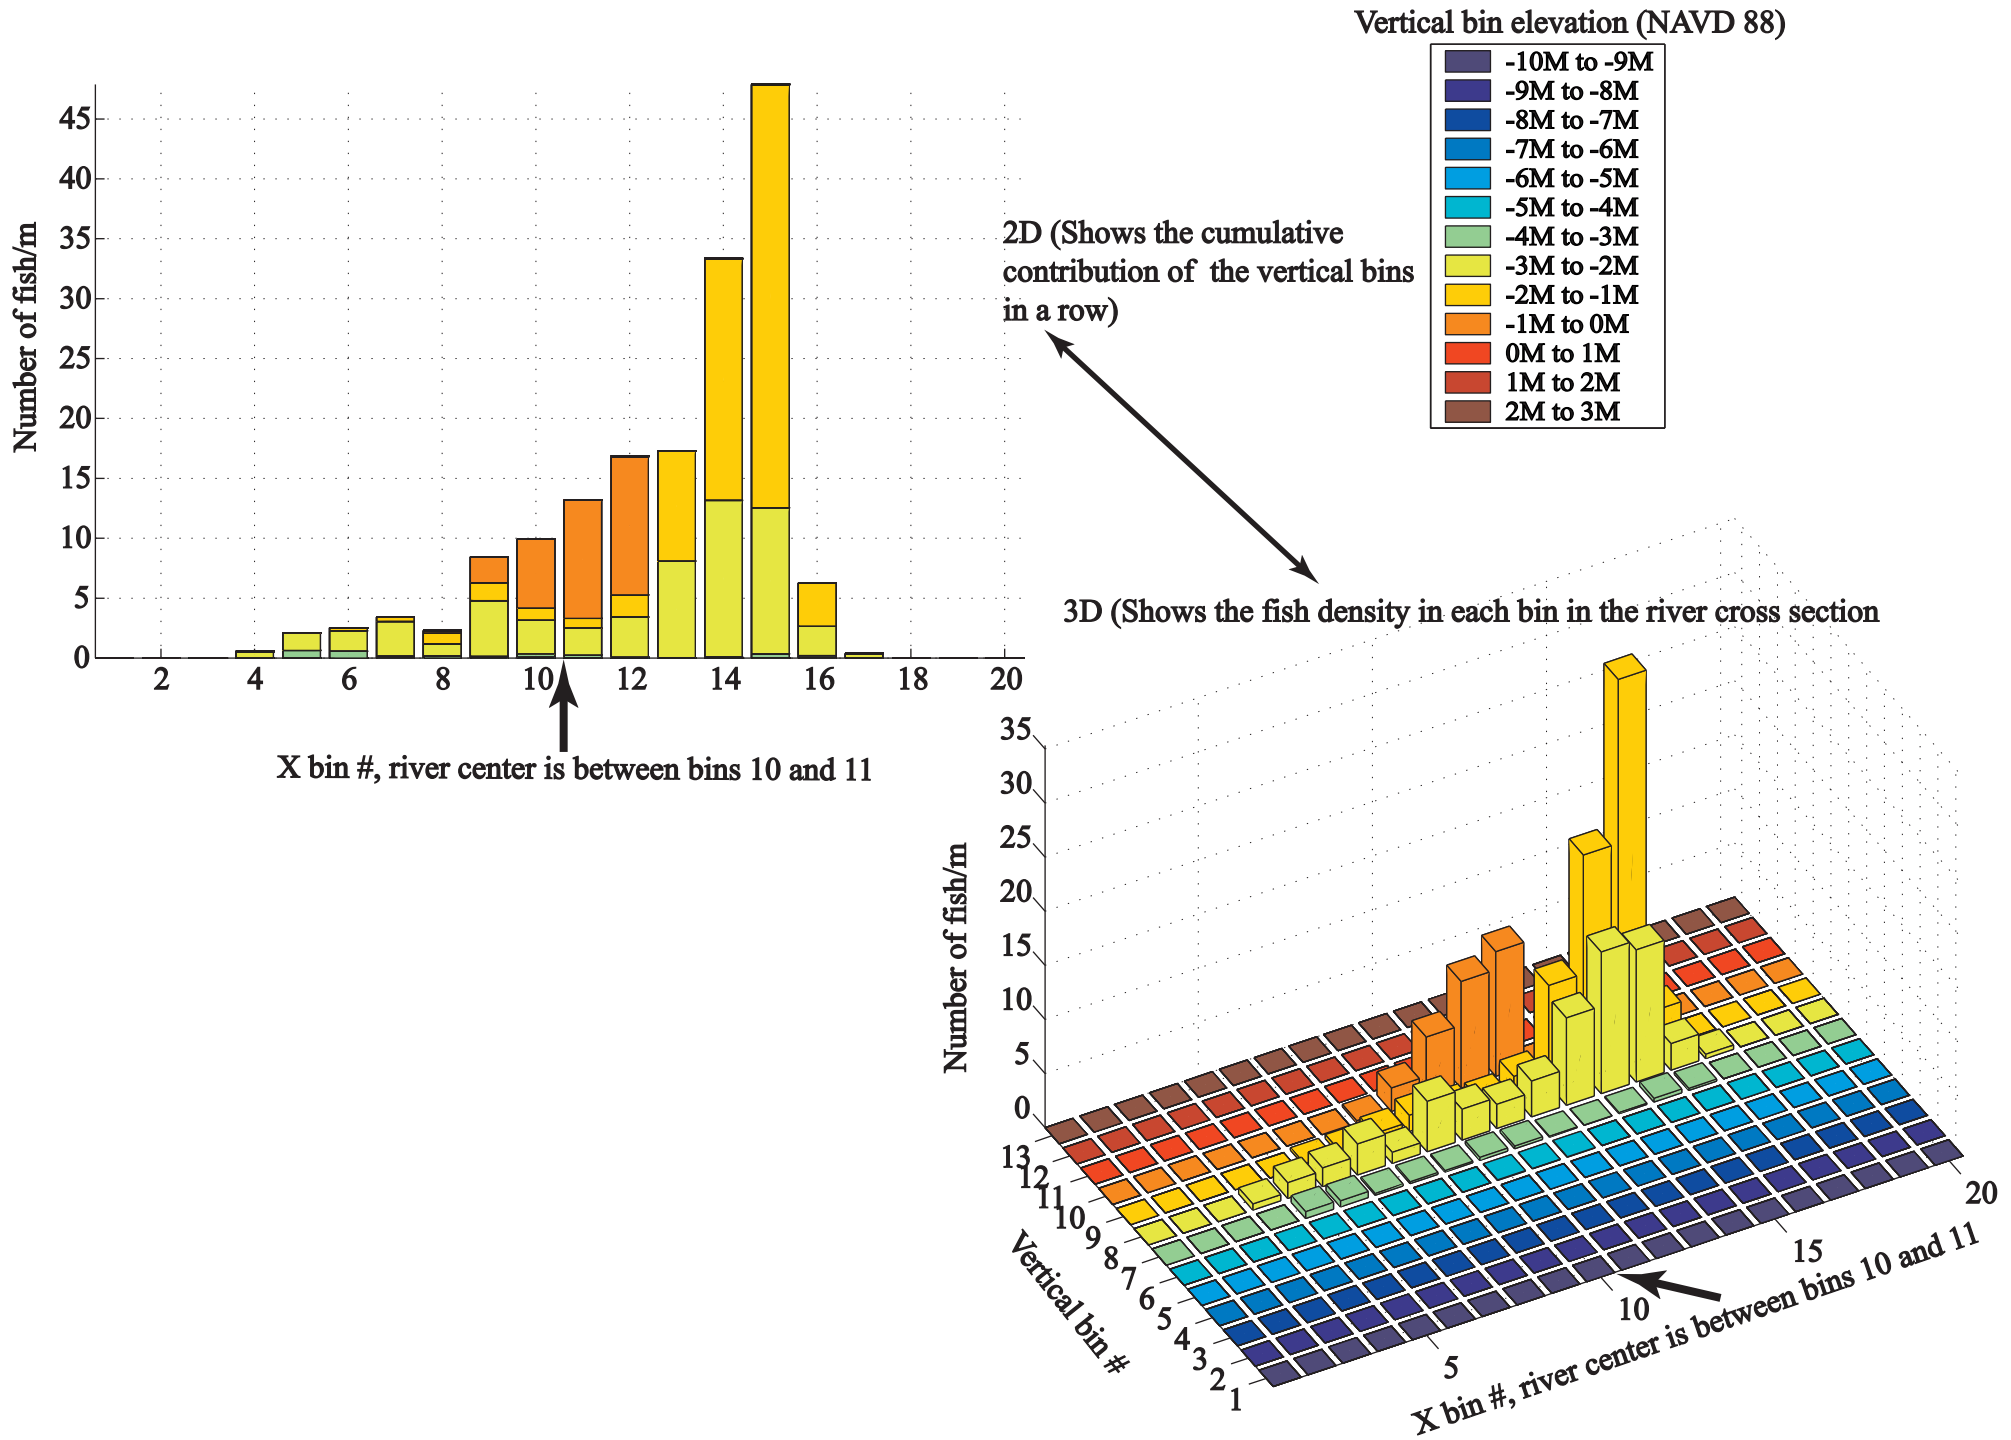 Vertical bin elevation (NAVD 88)
-10M to -9M
-9M to -8M
-8M to -7M
-7M to -6M
-6M to -5M
-5M to -4M
-4M to -3M
-3M to -2M
-2M to -1M
-1M to 0M
0M to 1M
1M to 2M
2M to 3M
Number of fish/m
45
40
35
30
25
20
15
10
5
0
2 4 6 8 10 12 14 16 18 20
X bin #, river center is between bins 10 and 11
2D (Shows the cumulative
contribution of the vertical bins
in a row)
3D (Shows the fish density in each bin in the river cross section
Number of fish/m
35
30
25
20
15
10
5
0
13
12
11
10
9
8
7
6
5
4
3
2
1
Vertical bin #
5
10
15
20
X bin #, river center is between bins 10 and 11